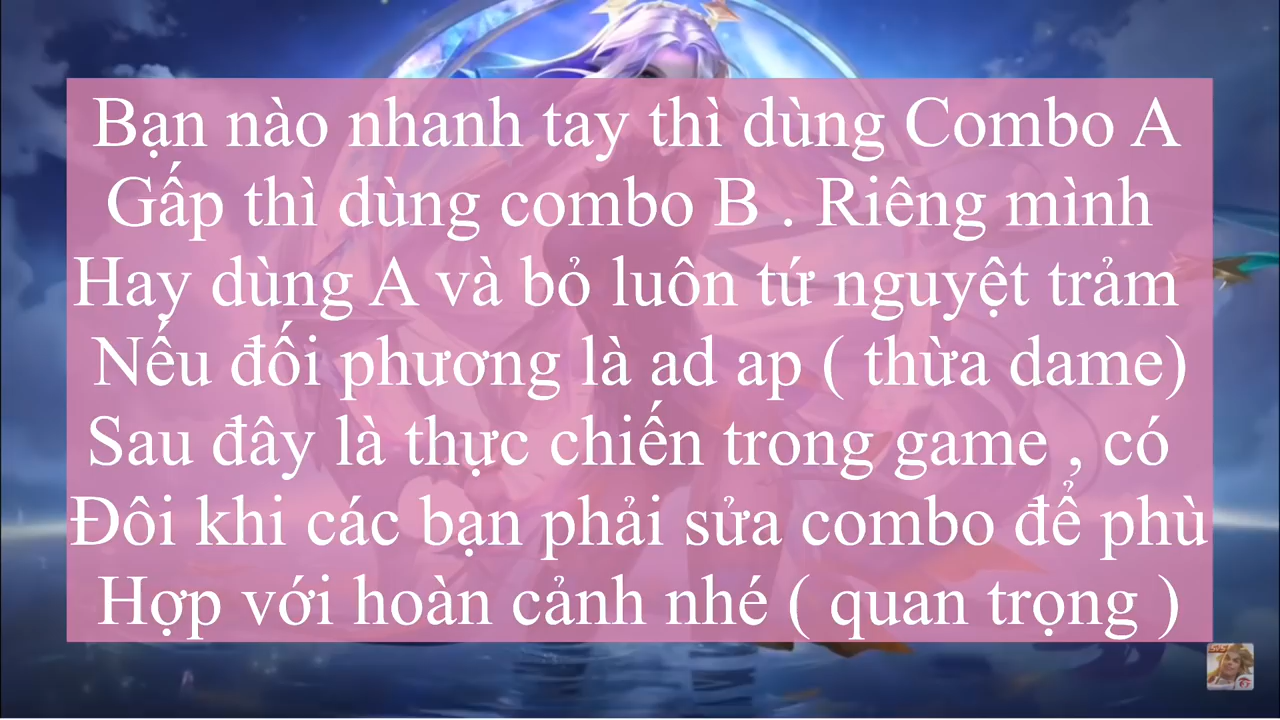 Bạn nào nhanh tay thì dùng Combo A
Gấp thì dùng combo B . Riêng mình
Hay dùng A và bỏ luôn tứ nguyệt trảm
Nếu đối phương là ad ap ( thừa dame)
Sau đây là thực chiến trong game , có
Đôi khi các bạn phải sửa combo để phù
Hợp với hoàn cảnh nhé ( quan trọng )